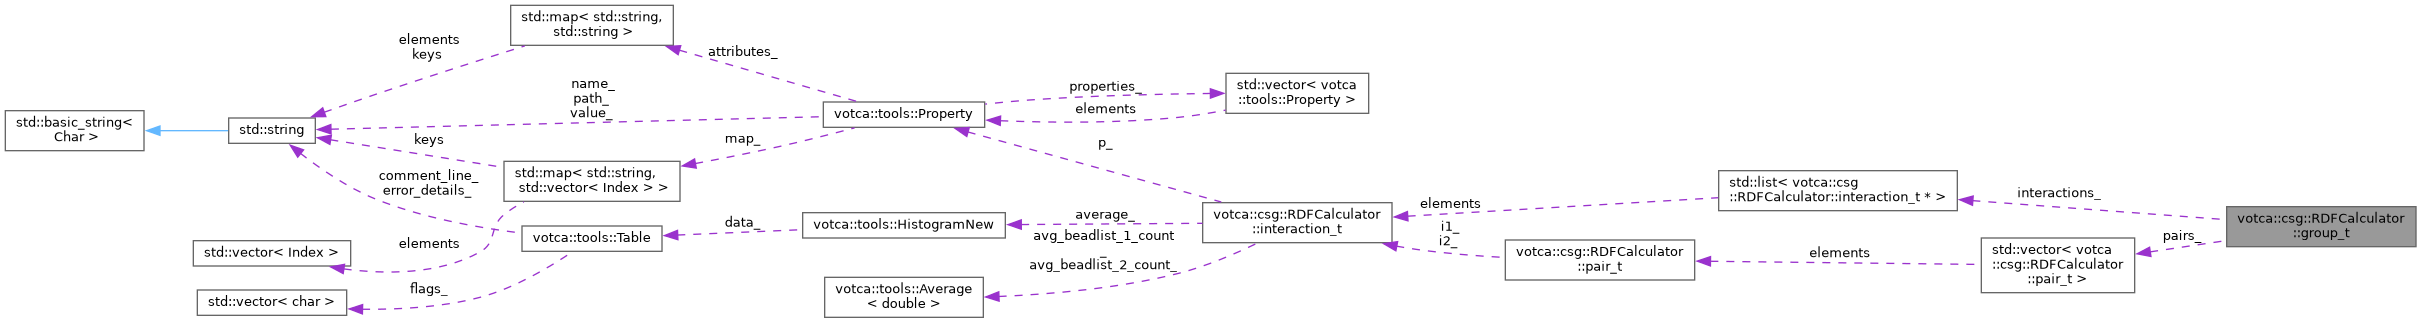 std::map< std::string,
std::string >
elements
keys
attributes_
name_
path_
value_
properties_
std::vector< votca
::tools::Property >
elements
votca::tools::Property
std::basic_string<
Char >
std::string
keys
map_
p_
std::map< std::string,
std::vector< Index > >
comment_line_
error_details_
std::list< votca::csg
::RDFCalculator::interaction_t * >
interactions_
elements
votca::csg::RDFCalculator
::group_t
votca::csg::RDFCalculator
::interaction_t
average_
votca::tools::HistogramNew
data_
votca::tools::Table
avg_beadlist_1_count
_
avg_beadlist_2_count_
i1_
i2_
pairs_
elements
std::vector< Index >
votca::csg::RDFCalculator
::pair_t
elements
std::vector< votca
::csg::RDFCalculator
::pair_t >
flags_
votca::tools::Average
< double >
std::vector< char >